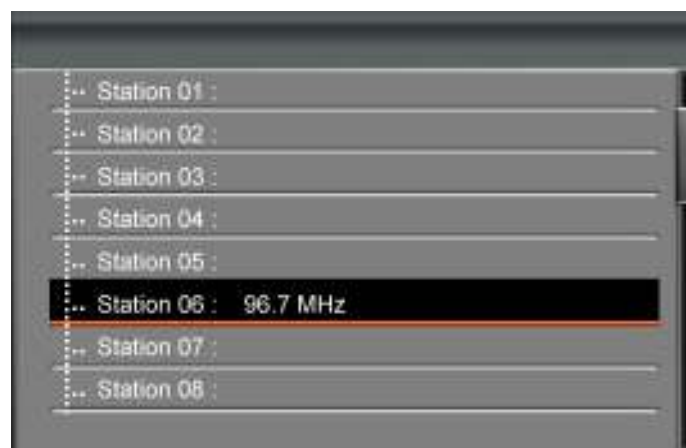 Station 01 :
Station 02 :
Station 03 :
Station 04 :
Station 05 :
Station 06 : 96.7 MHz
Station 07 :
Station 08 :